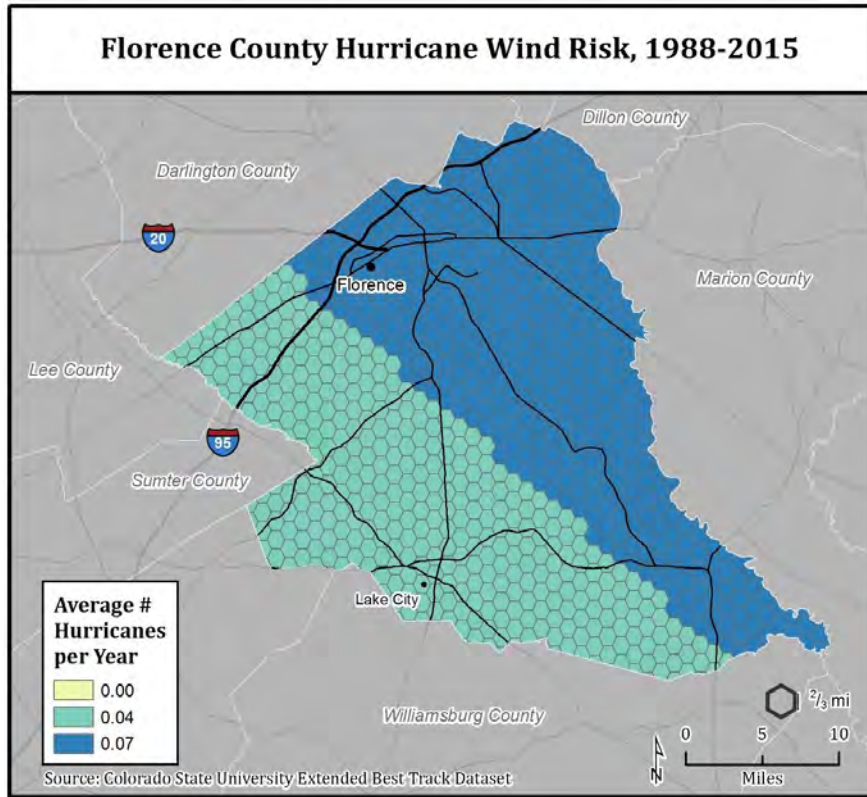 Florence County Hurricane Wind Risk, 1988-2015
Dillon County
Darlington County
20
Marion County
Florence
Lee County
95
Sumter County
Average #
Hurricanes
per Year
0.00
0.04
0.07
Lake City
Williamsburg County
2/3 mi
0 5 10
Miles
N
Source: Colorado State University Extended Best Track Dataset